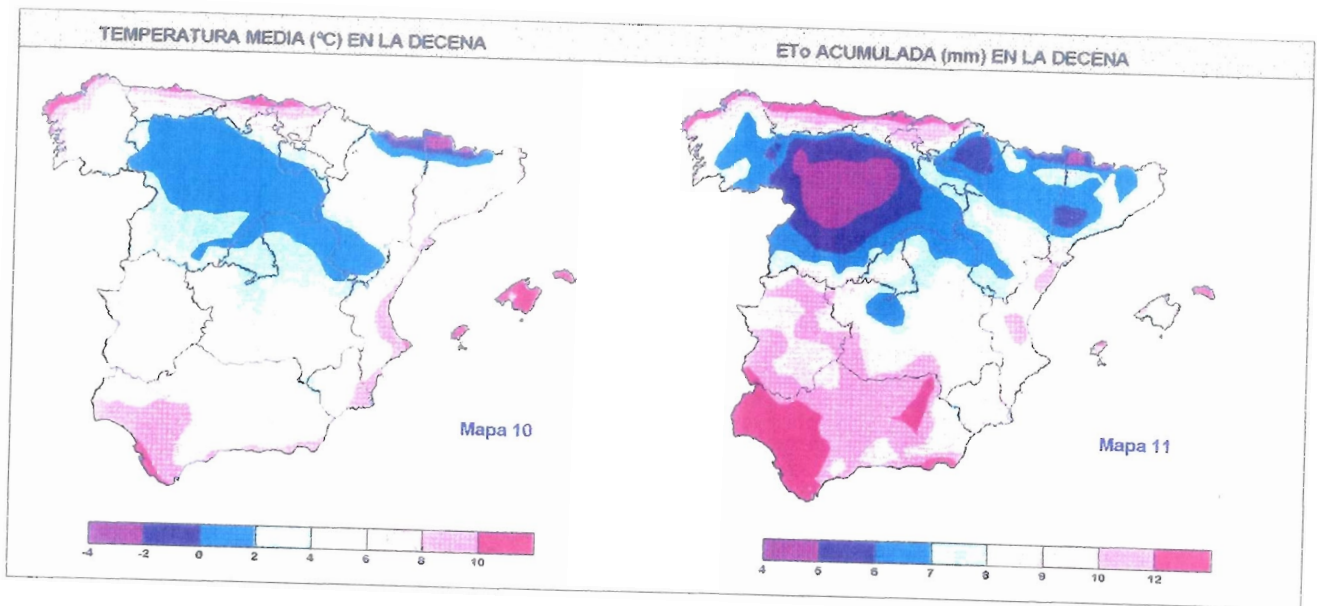 TEMPERATURA MEDIA (ºC) EN LA DECENA
ETo ACUMULADA (mm) EN LA DECENA
Mapa 10
Mapa 11
-4 -2 0 2 4 6 8 10
4 5 6 7 8 9 10 12